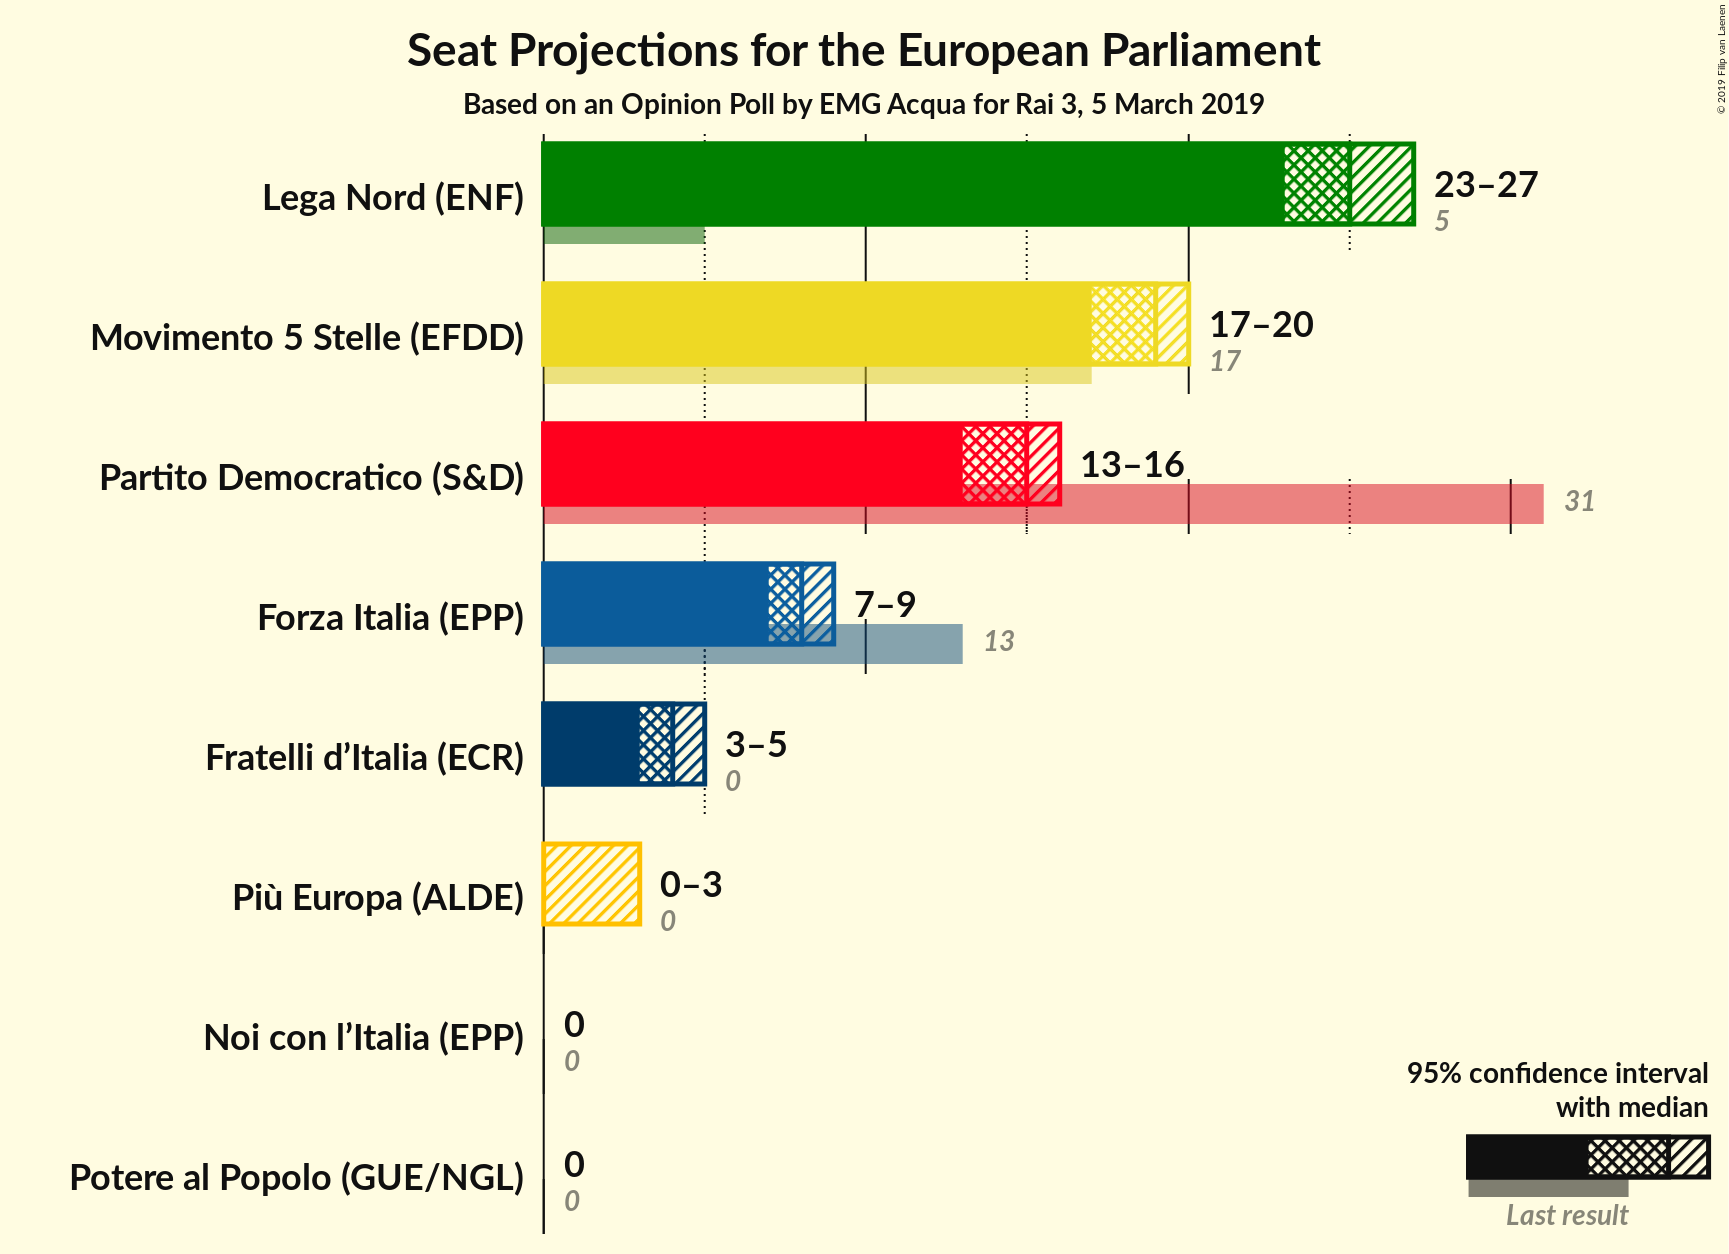 Seat Projections for the European Parliament
Based on an Opinion Poll by EMG Acqua for Rai 3, 5 March 2019
© 2019 Filip van Laenen
Lega Nord (ENF)
23–27
5
Movimento 5 Stelle (EFDD)
17–20
17
Partito Democratico (S&D)
13–16
31
Forza Italia (EPP)
7–9
13
Fratelli d’Italia (ECR)
3–5
0
Più Europa (ALDE)
0–3
0
Noi con l’Italia (EPP)
0
0
Potere al Popolo (GUE/NGL)
0
0
95% confidence interval
with median
Last result